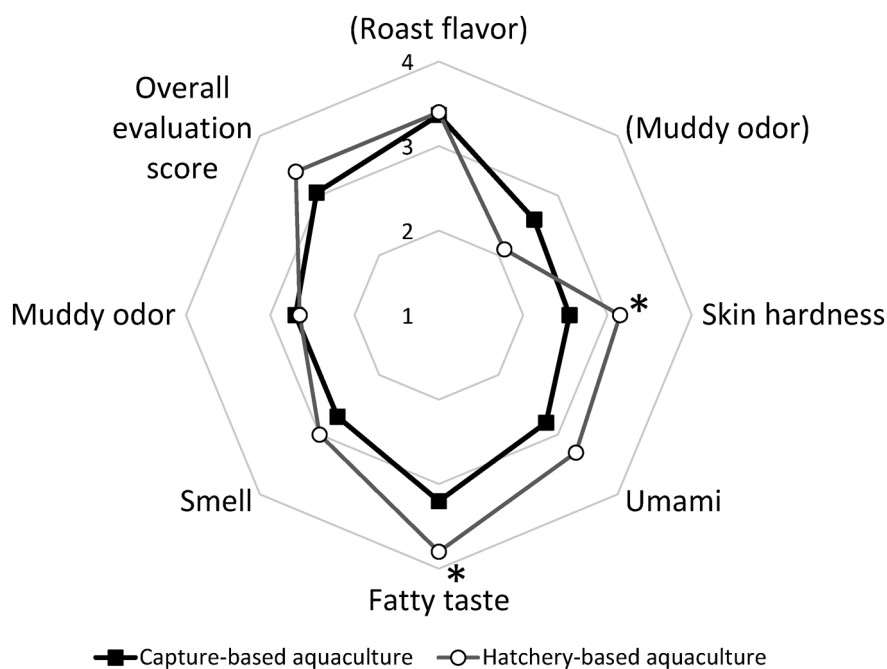 (Roast flavor)
4
Overall
evaluation
score
(Muddy odor)
3
2
Muddy odor
1
*
Skin hardness
Smell
Umami
*
Fatty taste
Capture-based aquaculture
Hatchery-based aquaculture